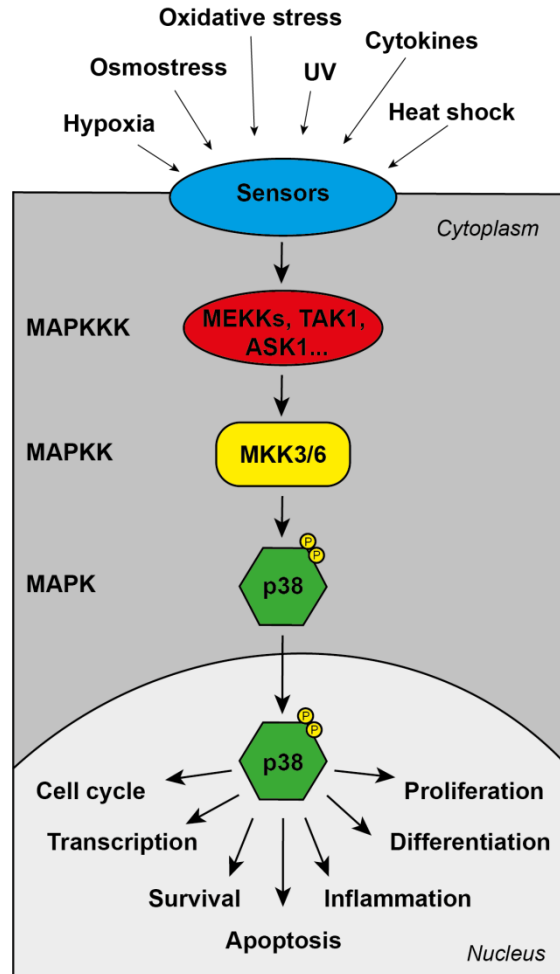 Oxidative stress
Cytokines
Osmostress
UV
Hypoxia
Heat shock
Sensors
Cytoplasm
MAPKKK
MEKKs, TAK1,
ASK1...
MAPKK
MKK3/6
P
P
MAPK
p38
P
P
p38
Cell cycle
Proliferation
Transcription
Differentiation
Survival
Inflammation
Apoptosis
Nucleus